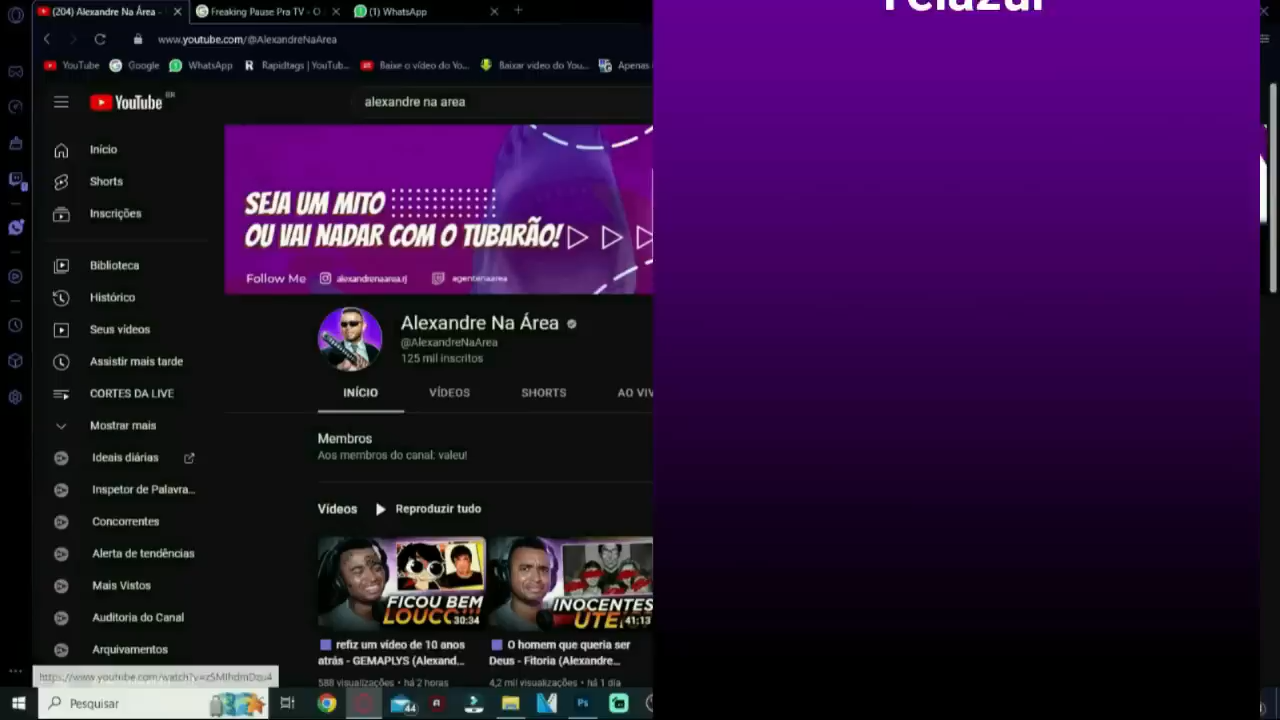 (204) Alexandre Na Área -
Freaking Pause Pra TV - O
(1) WhatsApp
www.youtube.com/@AlexandreNaArea
YouTube
Google
WhatsApp
Rapidtags | YouTub...
Baixe o vídeo do Yo...
Baixar video do You...
Apenas
YouTube BR
alexandre na area
Início
Shorts
Inscrições
Biblioteca
Histórico
Seus vídeos
Assistir mais tarde
CORTES DA LIVE
Mostrar mais
Ideais diárias
Inspetor de Palavra...
Concorrentes
Alerta de tendências
Mais Vistos
Auditoria do Canal
Arquivamentos
SEJA UM MITO
OU VAI NADAR COM O TUBARÃO!
Follow Me
alexandrenaarea.rj
agentenaarea
Alexandre Na Área
@AlexandreNaArea
125 mil inscritos
INÍCIO
VÍDEOS
SHORTS
AO VIV
Membros
Aos membros do canal: valeu!
Vídeos
Reproduzir tudo
FICOU BEM
LOUCO
30:34
INOCENTES
UTE
41:13
refiz um vídeo de 10 anos
atrás - GEMAPLYS (Alexand...
588 visualizações • há 2 horas
O homem que queria ser
Deus - Fitoria (Alexandre...
4,2 mil visualizações • há 1 dia
Pesquisar
44
Ps